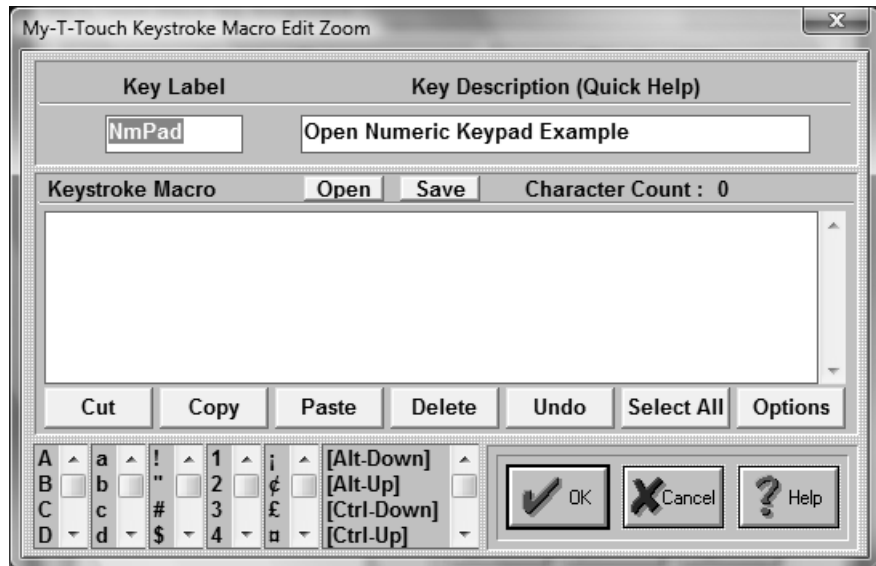 My-T-Touch Keystroke Macro Edit Zoom
Key Label Key Description (Quick Help)
NmPad Open Numeric Keypad Example
Keystroke Macro Open Save Character Count : 0
Cut Copy Paste Delete Undo Select All Options
A a ! 1 ¡ [Alt-Down]
B b " 2 ¢ [Alt-Up]
C c # 3 £ [Ctrl-Down]
D d $ 4 ¤ [Ctrl-Up]
OK Cancel Help